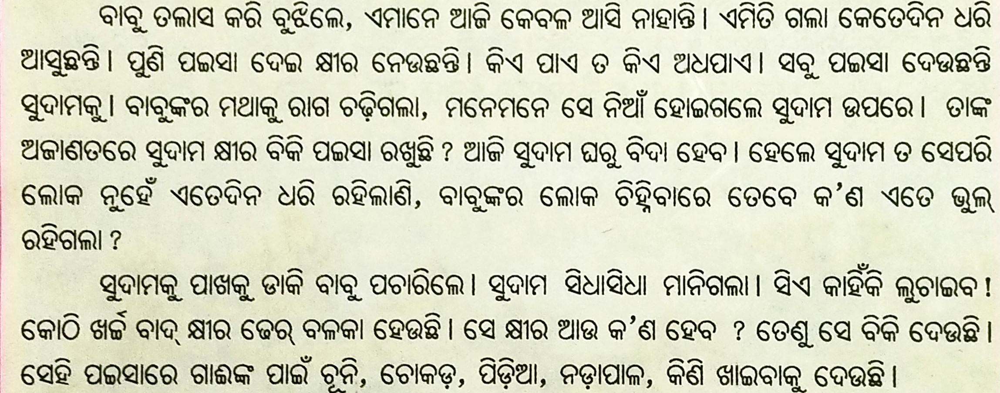 ବାବୁ ତଲାସ କରି ବୁଝିଲେ, ଏମାନେ ଆଜି କେବଳ ଆସି ନାହାନ୍ତି। ଏମିତି ଗଲା କେତେଦିନ ଧରି
ଆସୁଛନ୍ତି। ପୁଣି ପଇସା ଦେଇ କ୍ଷୀର ନେଉଛନ୍ତି। କିଏ ପାଏ ତ କିଏ ଅଧପାଏ। ସବୁ ପଇସା ଦେଉଛନ୍ତି
ସୁଦାମକୁ। ବାବୁଙ୍କର ମଥାକୁ ରାଗ ଚଢ଼ିଗଲା, ମନେମନେ ସେ ନିଆଁ ହୋଇଗଲେ ସୁଦାମ ଉପରେ। ତାଙ୍କ
ଅଜାଣତରେ ସୁଦାମ କ୍ଷୀର ବିକି ପଇସା ରଖୁଛି ? ଆଜି ସୁଦାମ ଘରୁ ବିଦା ହେବ। ହେଲେ ସୁଦାମ ତ ସେପରି
ଲୋକ ନୁହେଁ ଏତେଦିନ ଧରି ରହିଲାଣି, ବାବୁଙ୍କର ଲୋକ ଚିହ୍ନିବାରେ ତେବେ କ’ଣ ଏତେ ଭୁଲ୍
ରହିଗଲା ?
ସୁଦାମକୁ ପାଖକୁ ଡାକି ବାବୁ ପଚାରିଲେ। ସୁଦାମ ସିଧାସିଧା ମାନିଗଲା। ସିଏ କାହିଁକି ଲୁଚାଇବ!
କୋଠି ଖର୍ଚ୍ଚ ବାଦ୍ କ୍ଷୀର ଢେର୍ ବଳକା ହେଉଛି। ସେ କ୍ଷୀର ଆଉ କ’ଣ ହେବ ? ତେଣୁ ସେ ବିକି ଦେଉଛି।
ସେହି ପଇସାରେ ଗାଈଙ୍କ ପାଇଁ ଚୂନି, ଚୋକଡ଼, ପିଡ଼ିଆ, ନଡ଼ାପାଳ, କିଣି ଖାଇବାକୁ ଦେଉଛି।